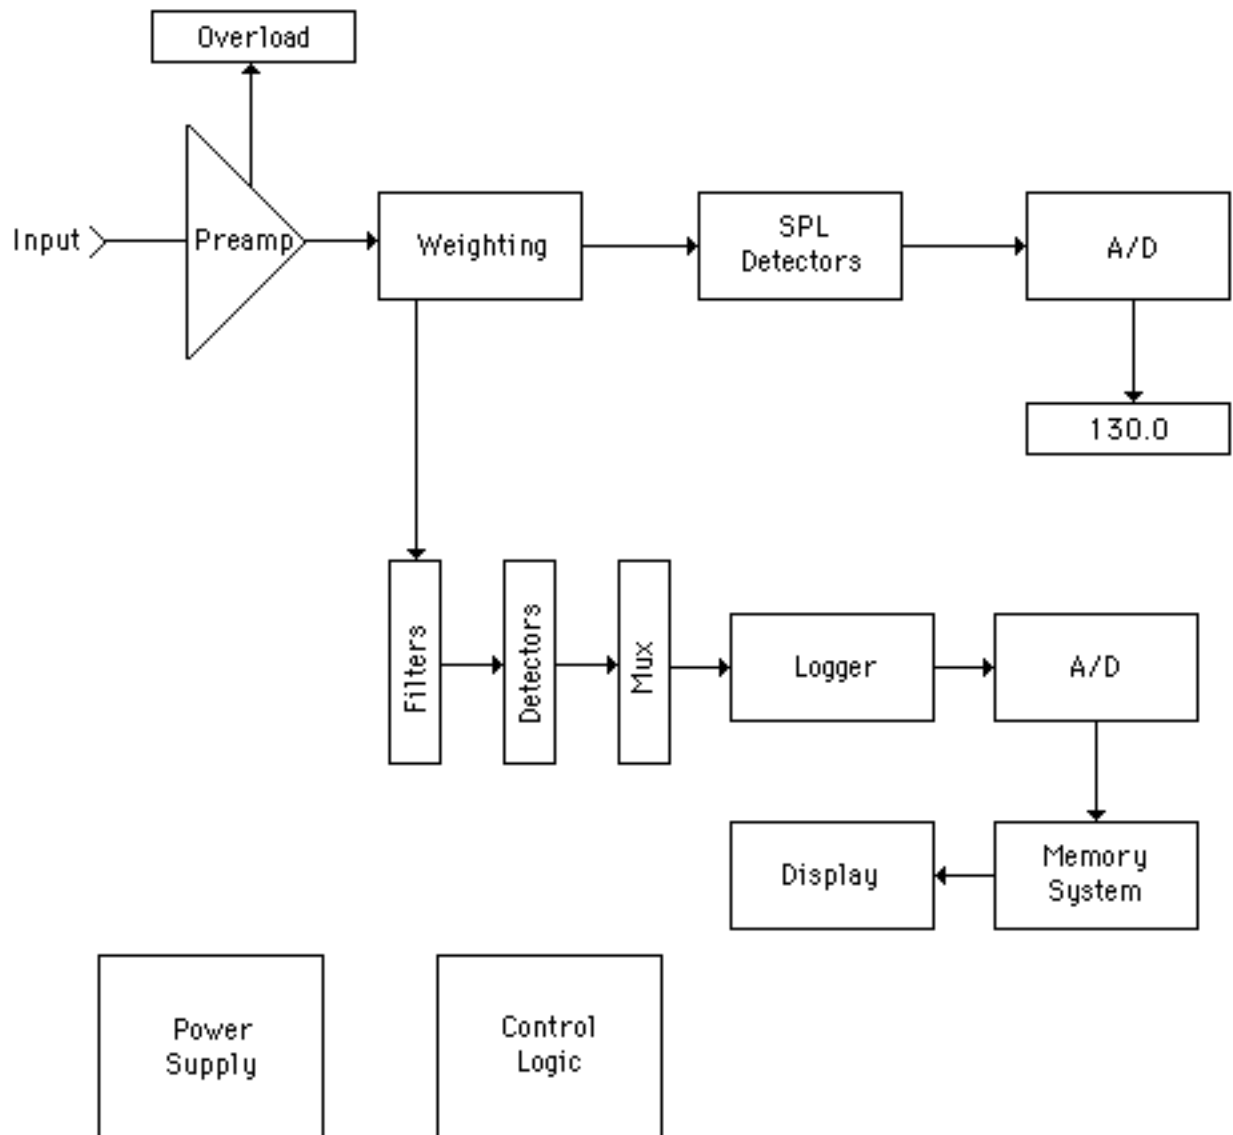 Overload
Input
Preamp
Weighting
SPL
Detectors
A/D
130.0
Filters
Detectors
Mux
Logger
A/D
Display
Memory
System
Power
Supply
Control
Logic